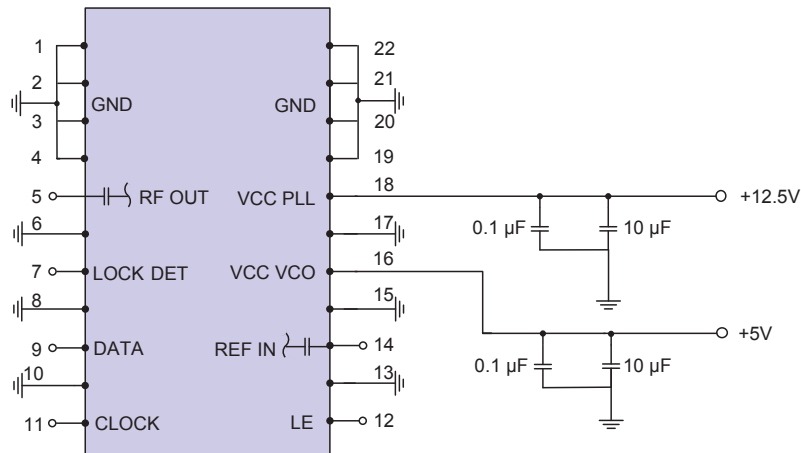 1 22
2 21
GND GND
3 20
4 19
5 RF OUT VCC PLL 18 +12.5V
6 17 0.1 µF 10 µF
7 LOCK DET VCC VCO 16
8 15
9 DATA REF IN 14 +5V
10 13 0.1 µF 10 µF
11 CLOCK LE 12